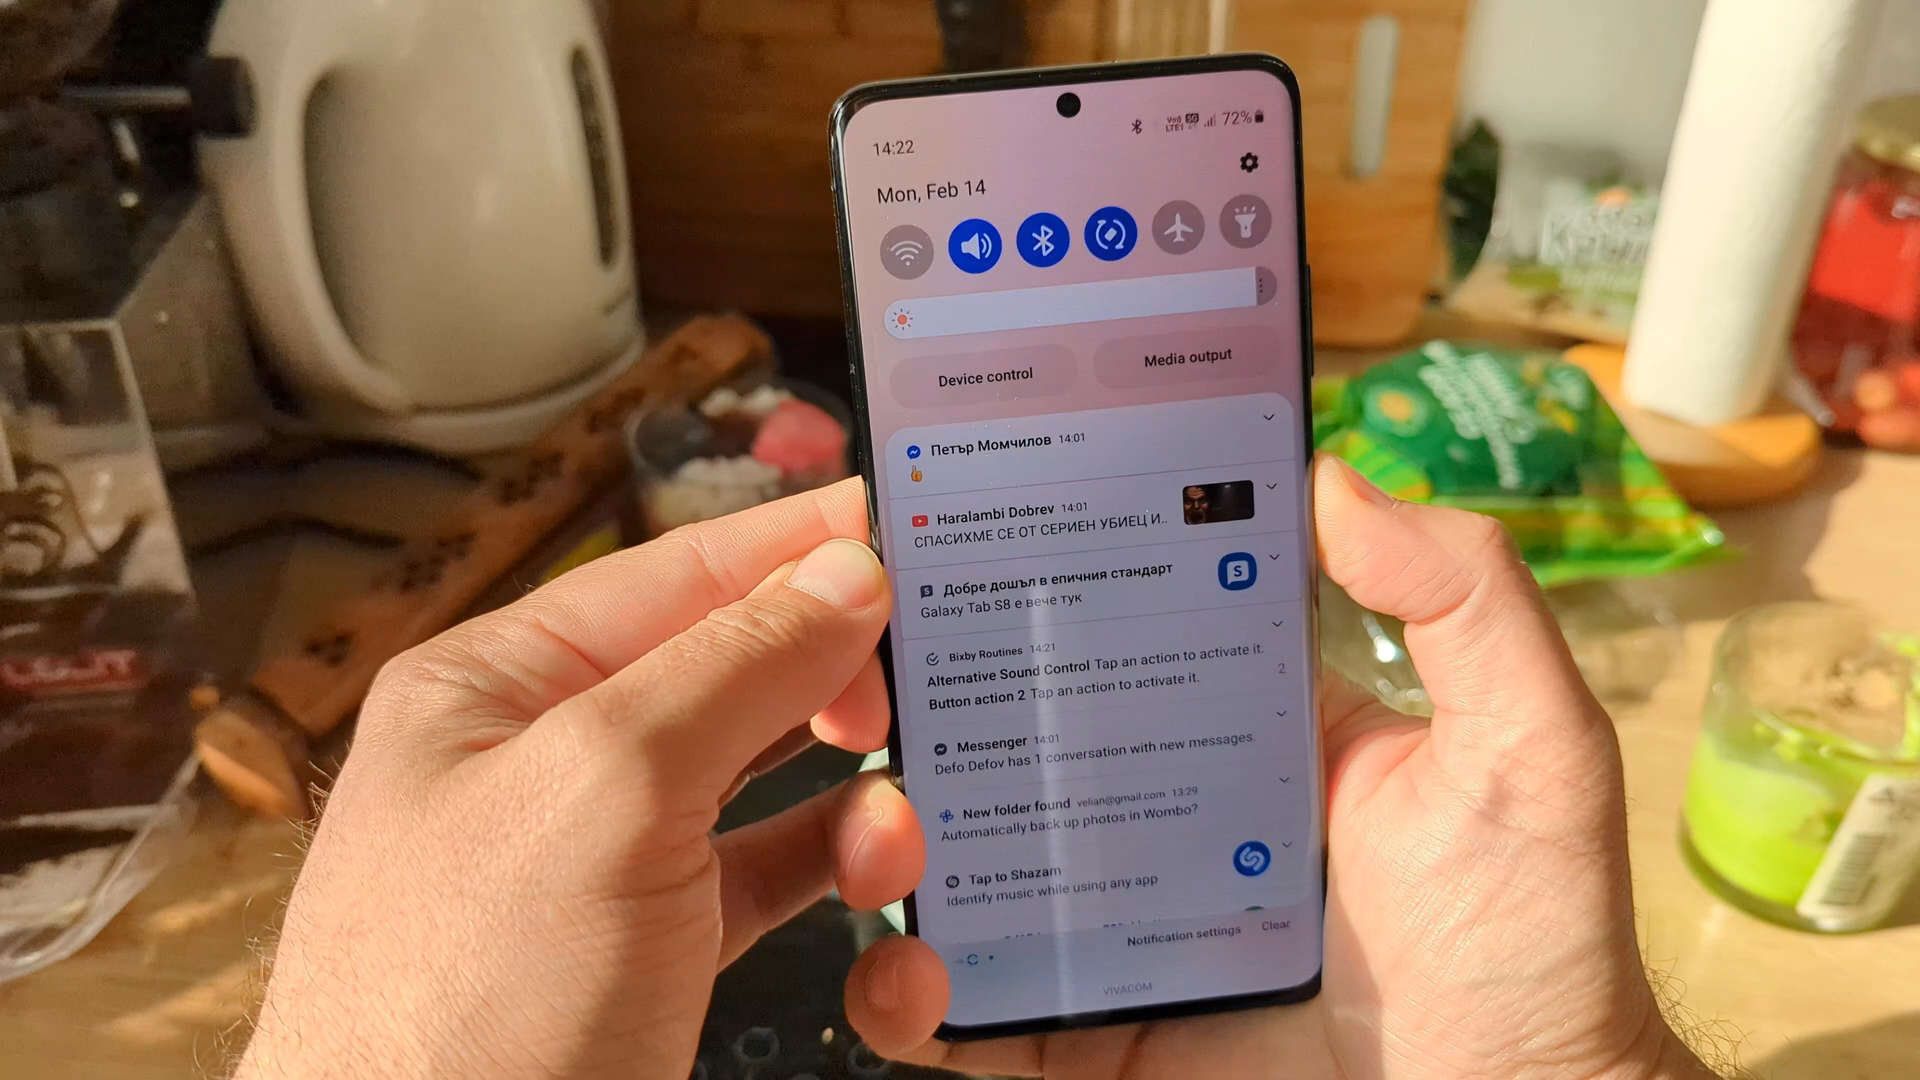 14:22
72%
Mon, Feb 14
Device control
Media output
Петър Момчилов 14:01
Haralambi Dobrev 14:01
СПАСИХМЕ СЕ ОТ СЕРИЕН УБИЕЦ И..
Добре дошъл в епичния стандарт
Galaxy Tab S8 е вече тук
Bixby Routines 14:21
Alternative Sound Control Tap an action to activate it.
Button action 2 Tap an action to activate it.
2
Messenger 14:01
Defo Defov has 1 conversation with new messages.
New folder found velian@gmail.com 13:29
Automatically back up photos in Wombo?
Tap to Shazam
Identify music while using any app
Notification settings
Clear
VIVACOM